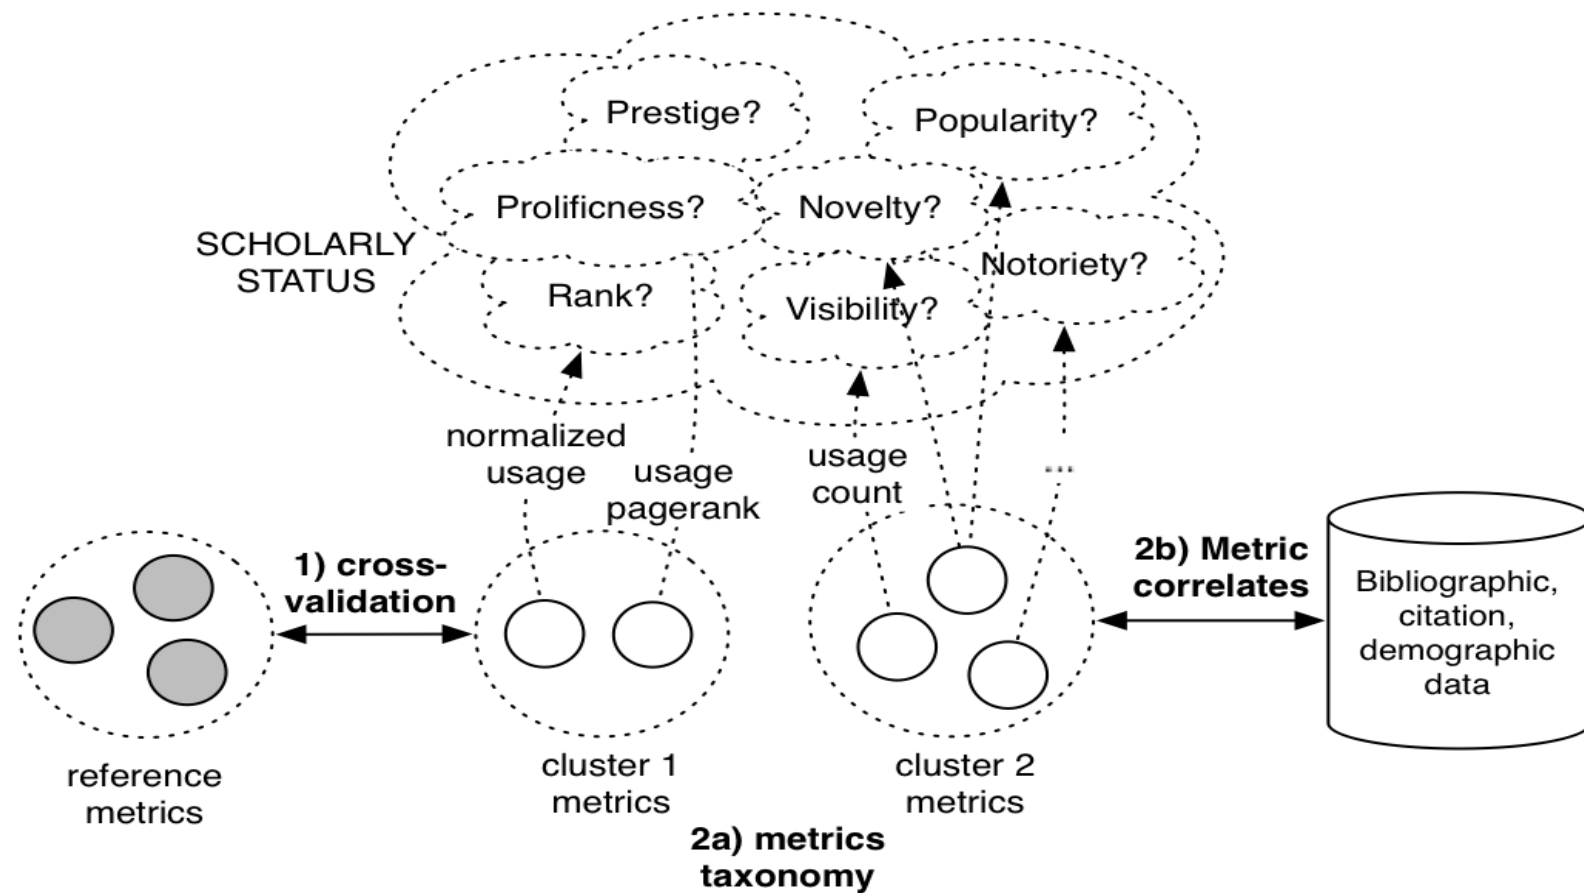 Prestige?
Popularity?
Prolificness?
Novelty?
SCHOLARLY
STATUS
Notoriety?
Rank?
Visibility?
normalized
usage
usage
pagerank
usage
count
...
1) cross-
validation
2b) Metric
correlates
Bibliographic,
citation,
demographic
data
reference
metrics
cluster 1
metrics
cluster 2
metrics
2a) metrics
taxonomy